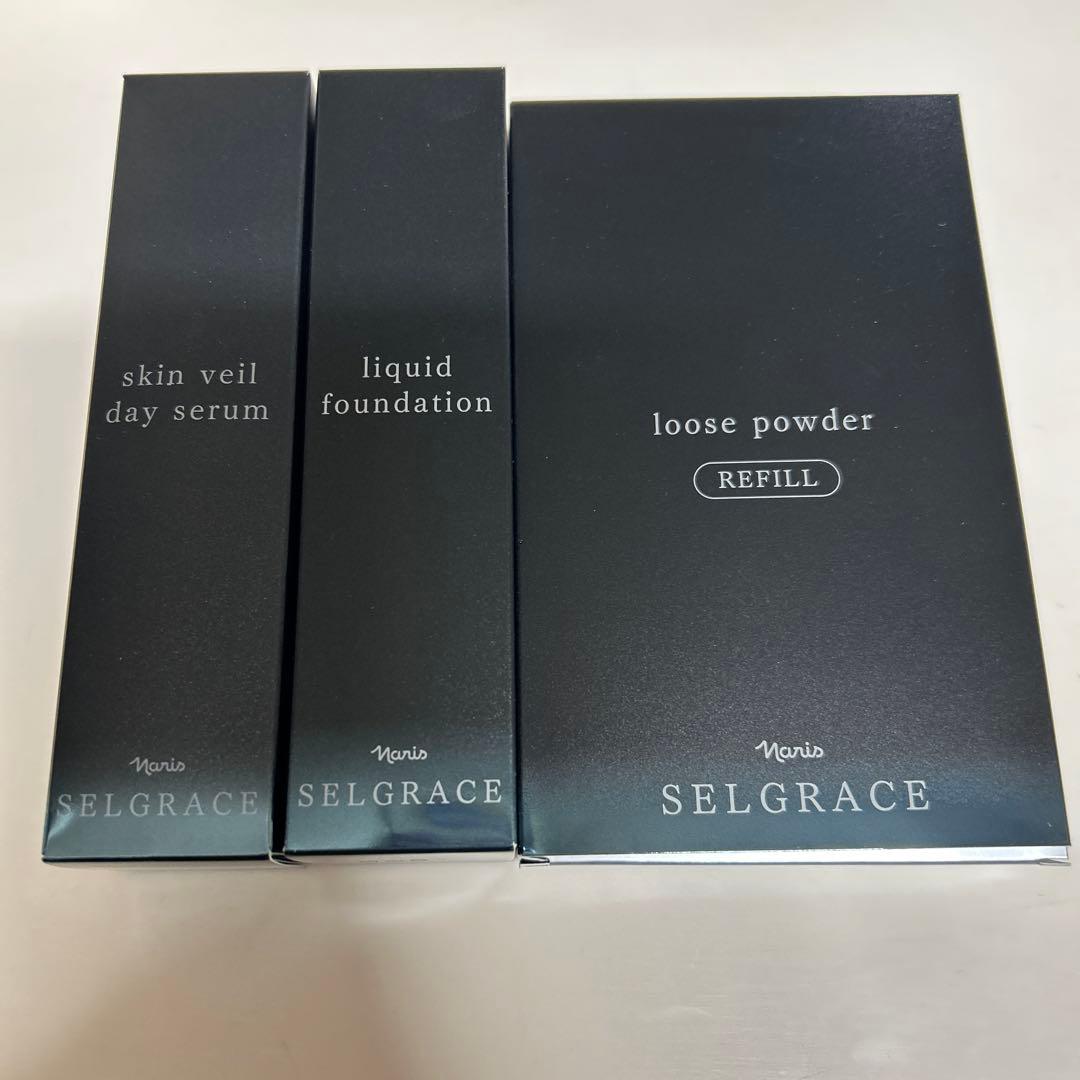 skin veil
day serum
naris
SELGRACE
liquid
foundation
naris
SELGRACE
loose powder
REFILL
naris
SELGRACE